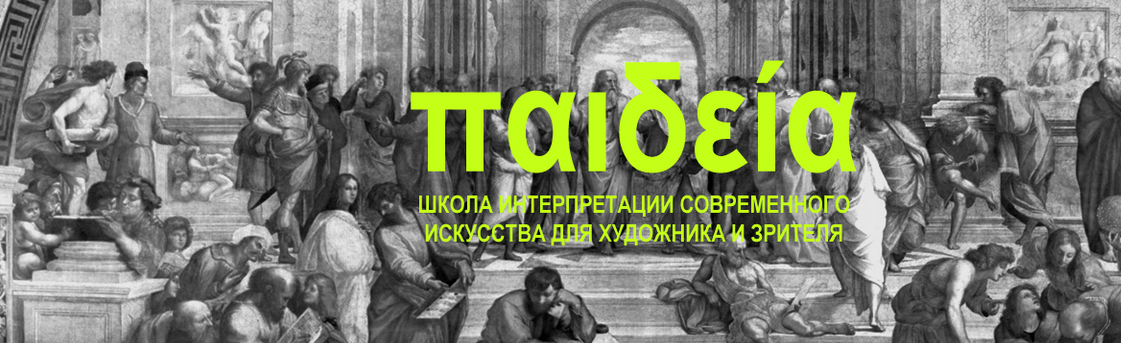 παιδεία
ШКОЛА ИНТЕРПРЕТАЦИИ СОВРЕМЕННОГО
ИСКУССТВА ДЛЯ ХУДОЖНИКА И ЗРИТЕЛЯ